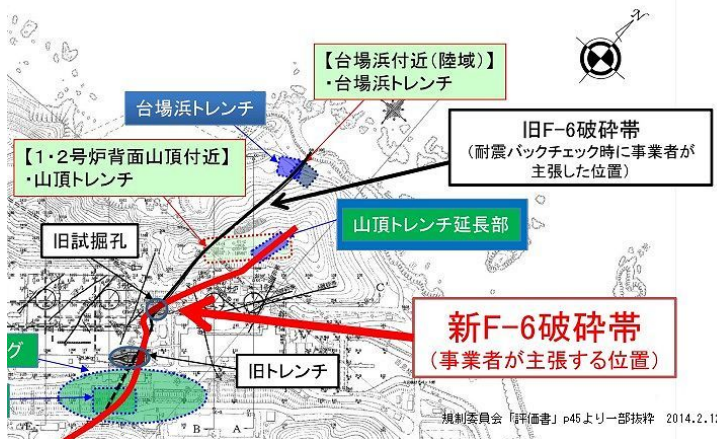 N
【台場浜付近(陸域)】
・台場浜トレンチ
台場浜トレンチ
旧F-6破砕帯
(耐震バックチェック時に事業者が
主張した位置)
【1・2号炉背面山頂付近】
・山頂トレンチ
山頂トレンチ延長部
旧試掘孔
C'
新F-6破砕帯
(事業者が主張する位置)
グ
旧トレンチ
E
B
A
規制委員会「評価書」p45より一部抜粋 2014.2.12